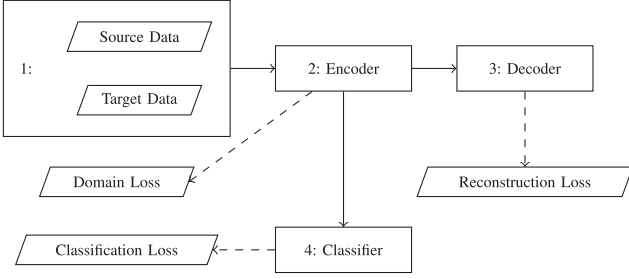 Source Data
1:
Target Data
2: Encoder
3: Decoder
Domain Loss
Reconstruction Loss
Classification Loss
4: Classifier